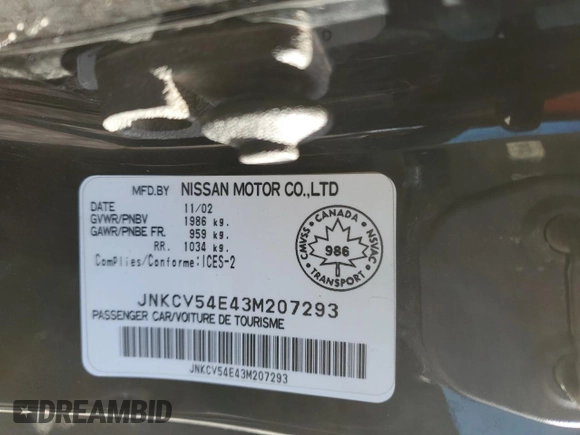 MFD.BY NISSAN MOTOR CO.,LTD
DATE 11/02
GVWR/PNBV 1986 kg.
GAWR/PNBE FR. 959 kg.
RR. 1034 kg.
Complies/Conforme:ICES-2
CANADA
CMVSS NSVAC
986
TRANSPORT
JNKCV54E43M207293
PASSENGER CAR/VOITURE DE TOURISME
JNKCV54E43M207293
DREAMBID